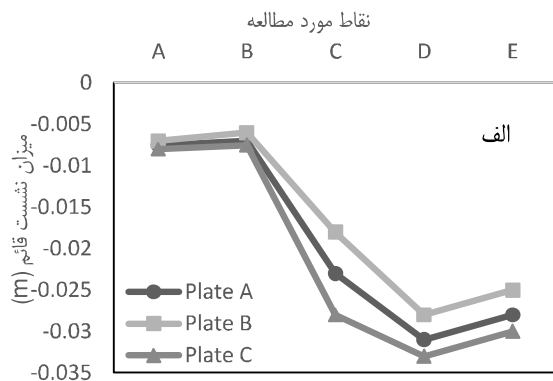 نقاط مورد مطالعه
A B C D E
0
-0.005
-0.01
-0.015
-0.02
-0.025
-0.03
-0.035
میزان نشست قائم (m)
الف
Plate A
Plate B
Plate C